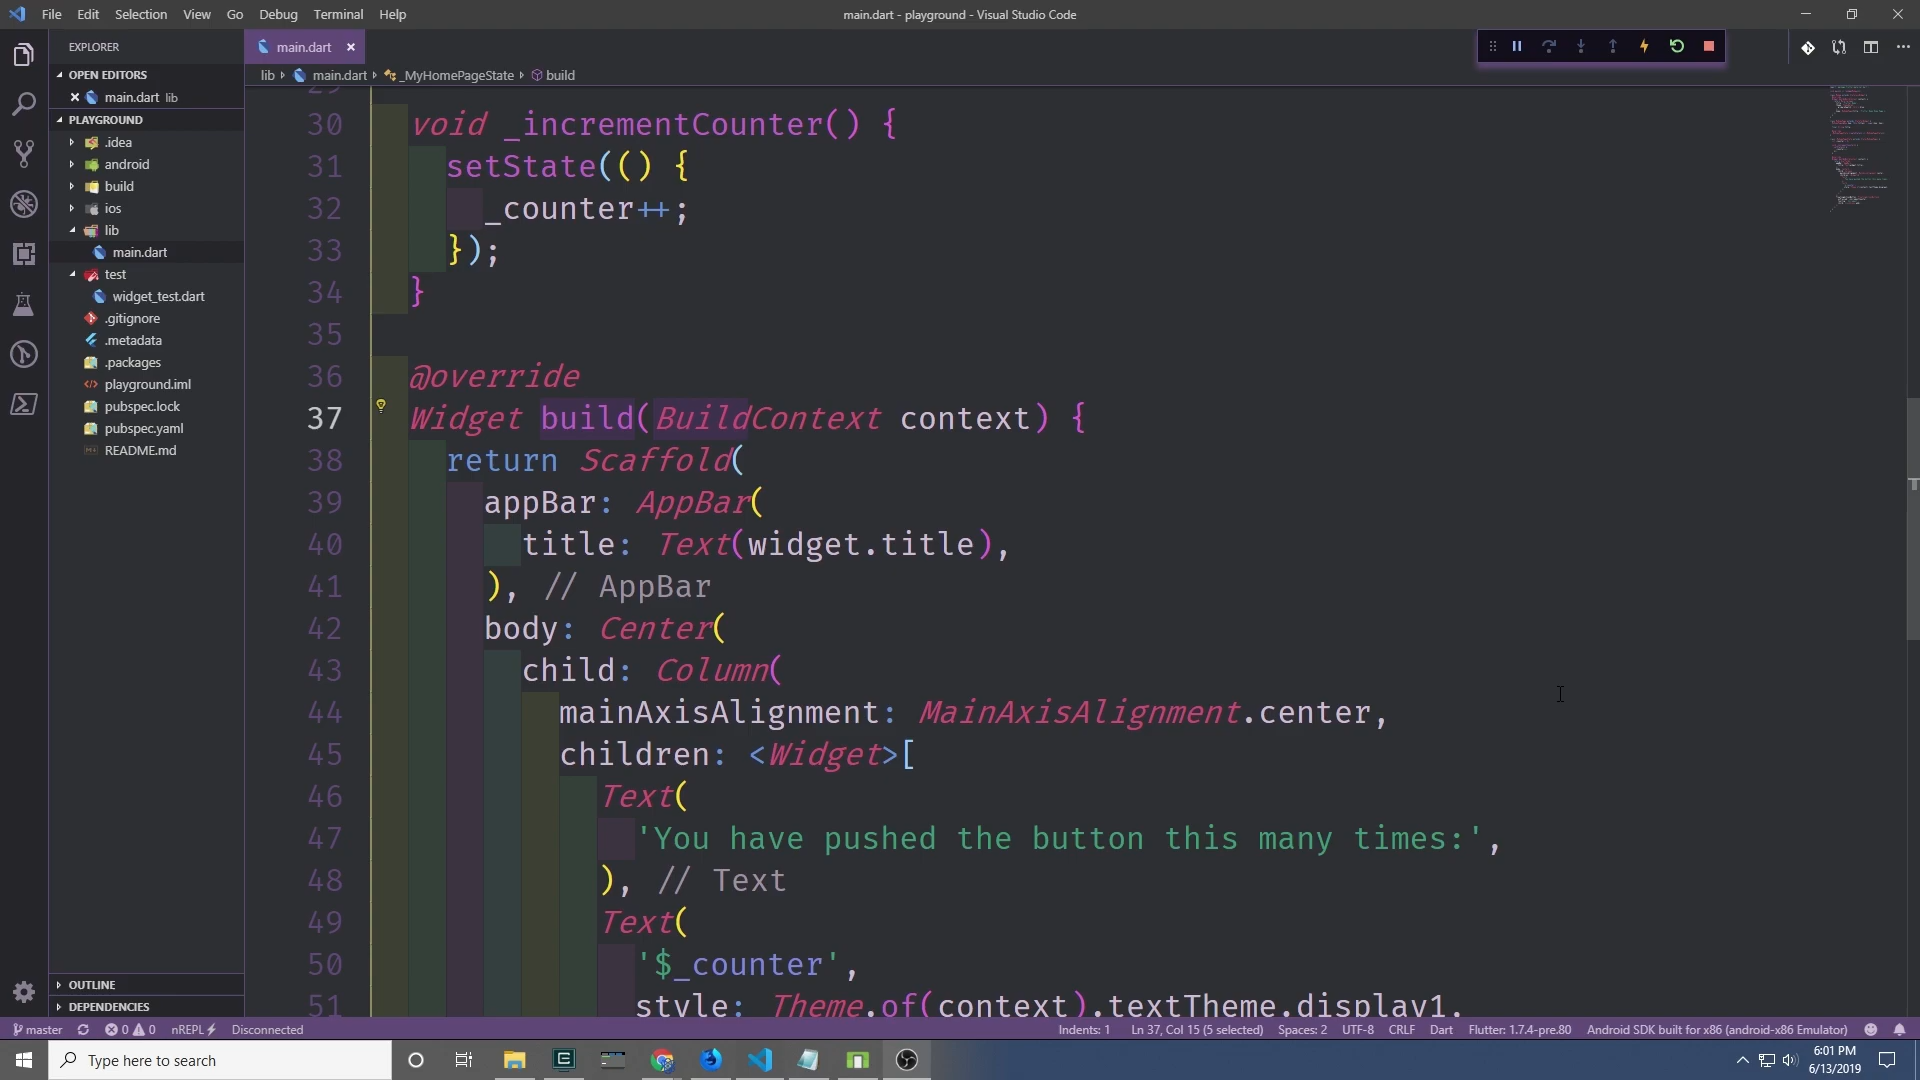 File Edit Selection View Go Debug Terminal Help
main.dart - playground - Visual Studio Code
EXPLORER
OPEN EDITORS
main.dart lib
PLAYGROUND
.idea
android
build
ios
lib
main.dart
test
widget_test.dart
.gitignore
.metadata
.packages
playground.iml
pubspec.lock
pubspec.yaml
README.md
OUTLINE
DEPENDENCIES
main.dart
lib main.dart _MyHomePageState build
29
30 void _incrementCounter() {
31 setState(() {
32 _counter++;
33 });
34 }
35
36 @override
37 Widget build(BuildContext context) {
38 return Scaffold(
39 appBar: AppBar(
40 title: Text(widget.title),
41 ), // AppBar
42 body: Center(
43 child: Column(
44 mainAxisAlignment: MainAxisAlignment.center,
45 children: <Widget>[
46 Text(
47 'You have pushed the button this many times:',
48 ), // Text
49 Text(
50 '$_counter',
51 style: Theme.of(context).textTheme.display1,
master 0 0 nREPL Disconnected
Indents: 1 Ln 37, Col 15 (5 selected) Spaces: 2 UTF-8 CRLF Dart Flutter: 1.7.4-pre.80 Android SDK built for x86 (android-x86 Emulator)
Type here to search
6:01 PM
6/13/2019